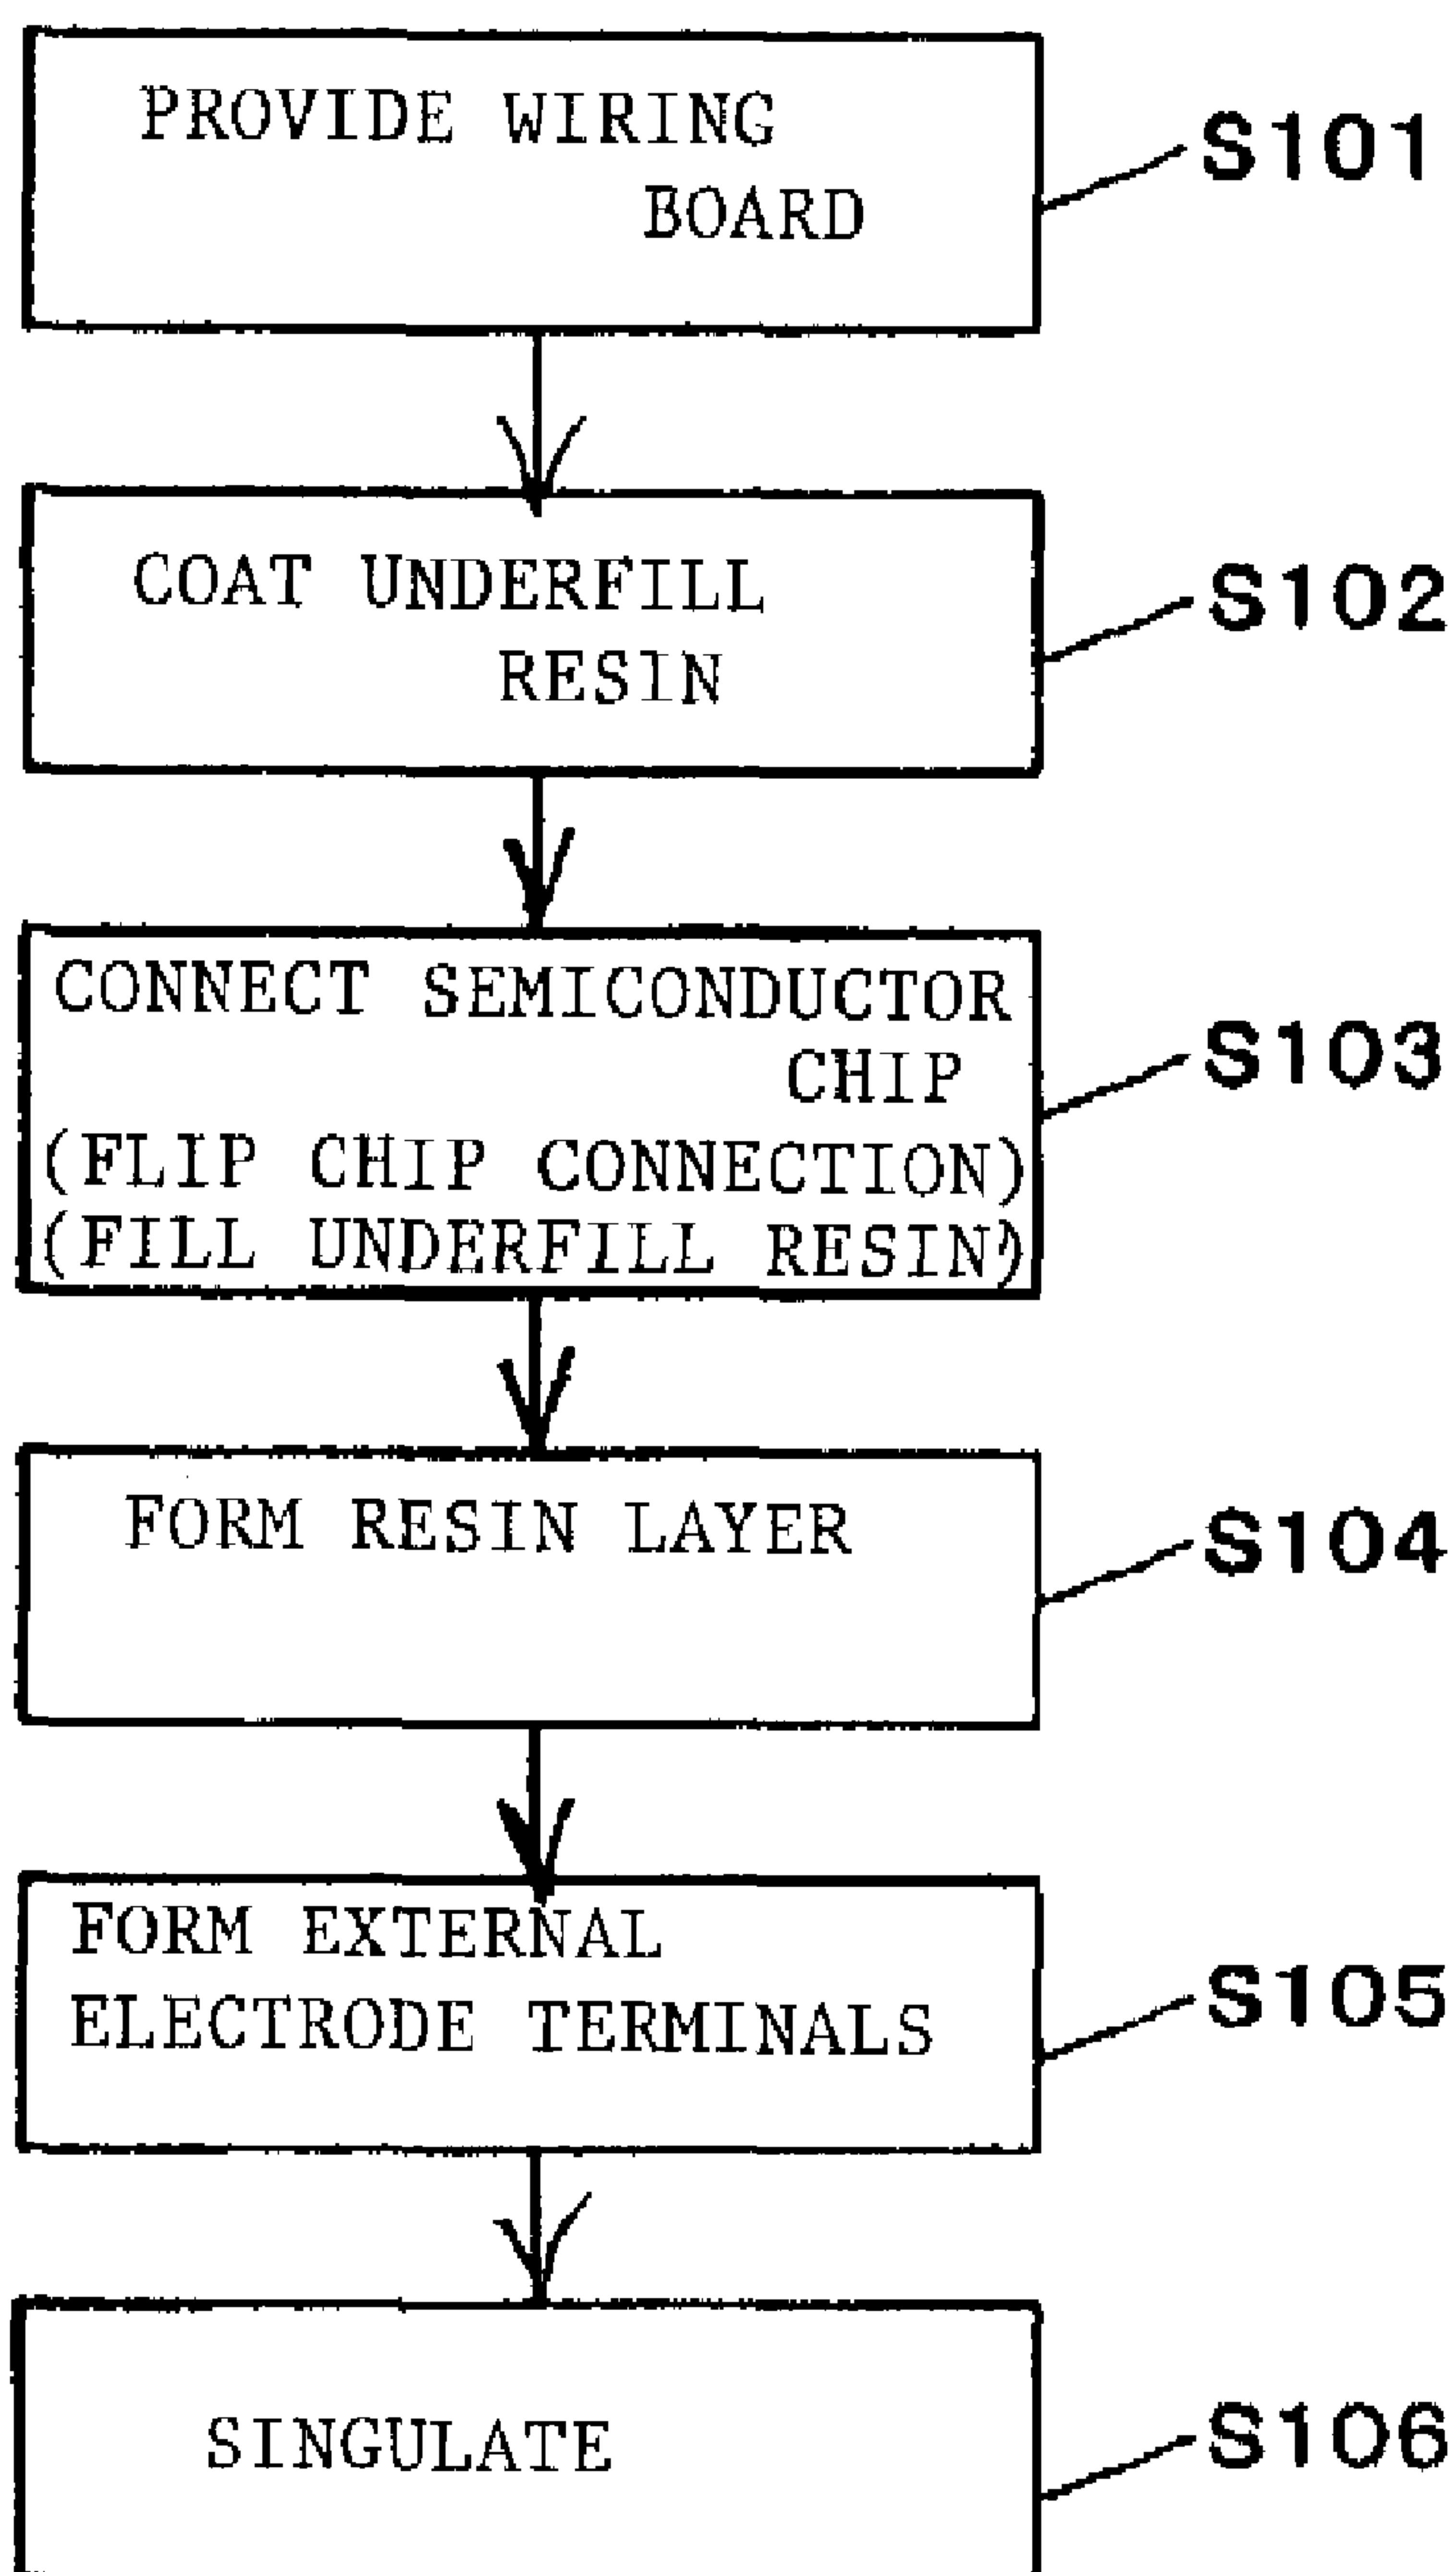 PROVIDE WIRING
BOARD
S101
COAT UNDERFILL
RESIN
S102
CONNECT SEMICONDUCTOR
CHIP
(FLIP CHIP CONNECTION)
(FILL UNDERFILL RESIN)
S103
FORM RESIN LAYER
S104
FORM EXTERNAL
ELECTRODE TERMINALS
S105
SINGULATE
S106